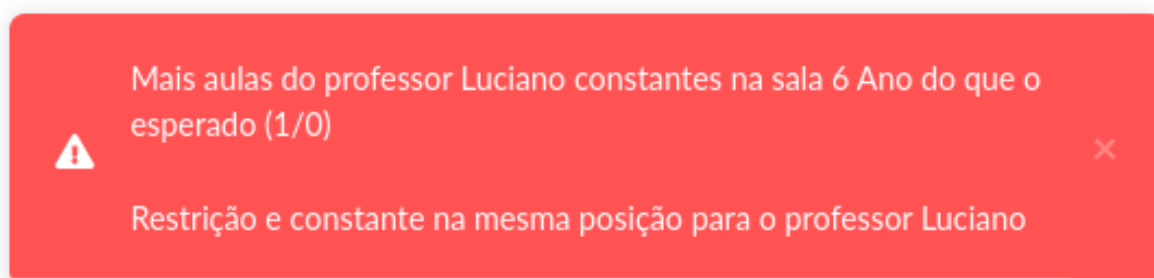 Mais aulas do professor Luciano constantes na sala 6 Ano do que o
esperado (1/0)
Restrição e constante na mesma posição para o professor Luciano